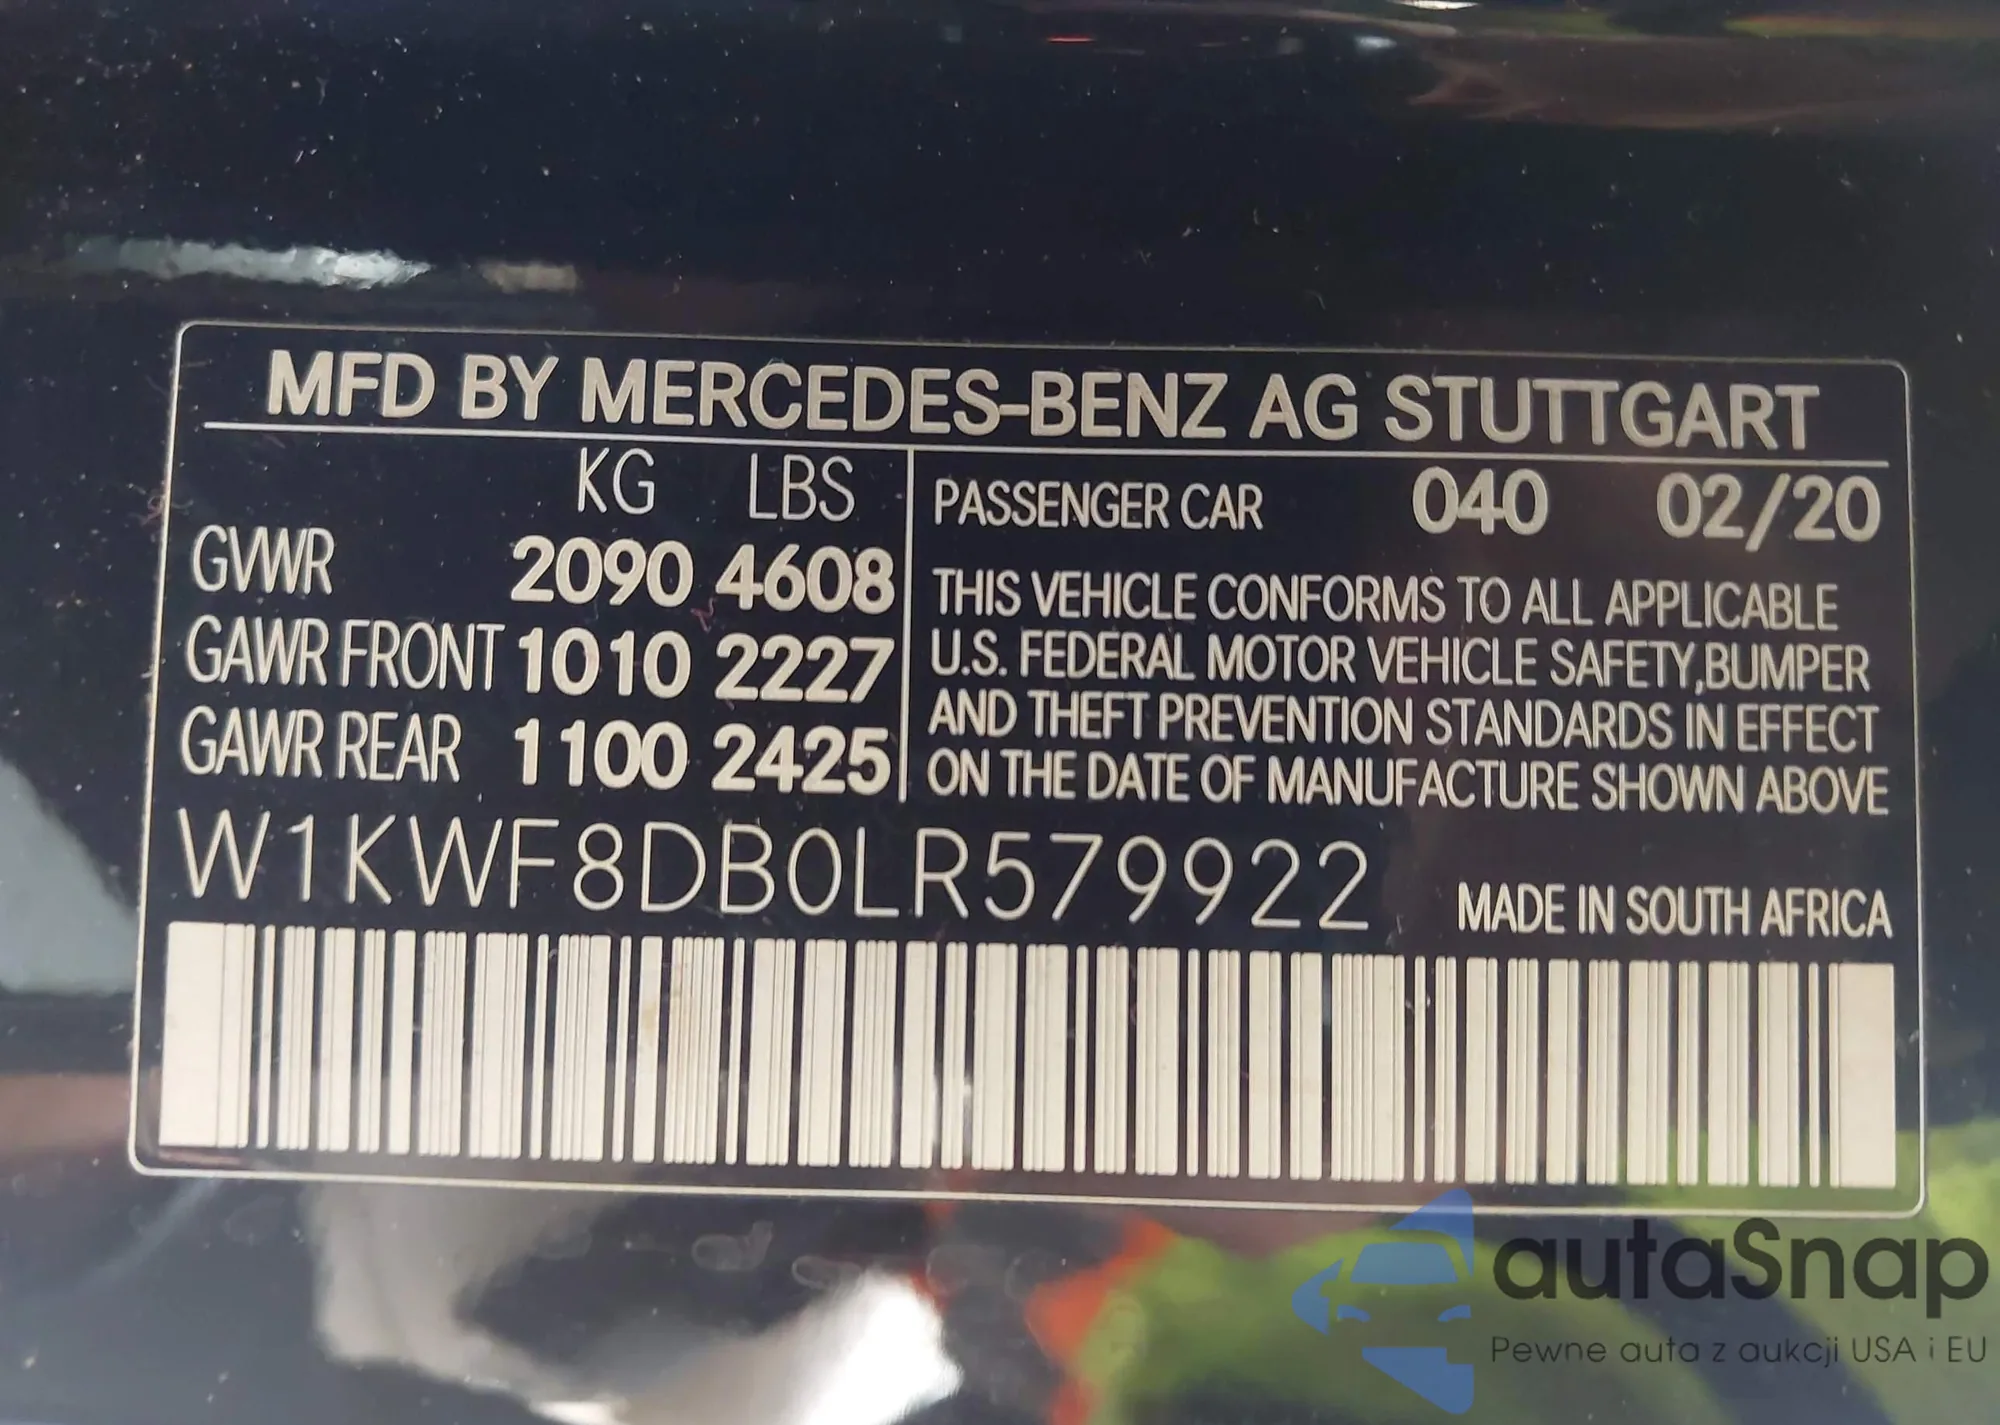 MFD BY MERCEDES-BENZ AG STUTTGART
KG LBS
GVWR 2090 4608
GAWR FRONT 1010 2227
GAWR REAR 1100 2425
PASSENGER CAR 040 02/20
THIS VEHICLE CONFORMS TO ALL APPLICABLE
U.S. FEDERAL MOTOR VEHICLE SAFETY,BUMPER
AND THEFT PREVENTION STANDARDS IN EFFECT
ON THE DATE OF MANUFACTURE SHOWN ABOVE
W1KWF8DB0LR579922
MADE IN SOUTH AFRICA
autaSnap
Pewne auta z aukcji USA i EU